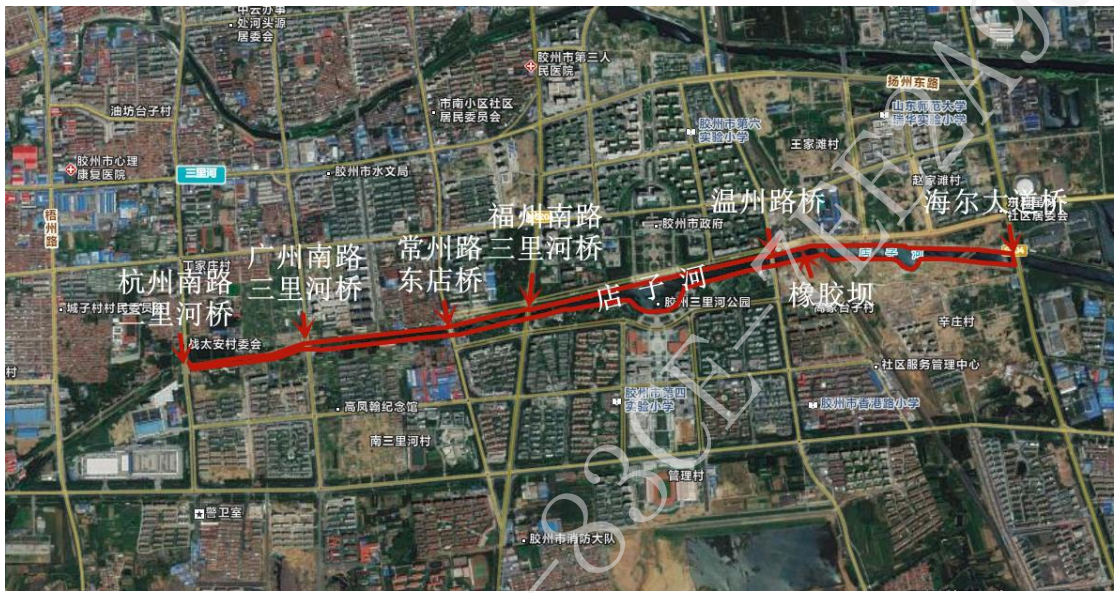 中云办事
处河头源
居委会
胶州市第三人
民医院
扬州东路
油坊台子村
市南小区社区
居民委员会
山东师范大学
瑞华实验小学
胶州市第六
实验小学
王家滩村
胶州市心理
康复医院
三里河
胶州市水文局
赵家滩村
梧州路
福州南路
三里河桥
胶州市政府
温州路桥
海尔大道桥
社区居委会
广州南路
三里河桥
常州路
东店桥
丁家庄村
杭州南路
三里河桥
城子村村民委员
店子河
胶州三里河公园
橡胶坝
高家台子村
辛庄村
战太安村委会
村
社区服务管理中心
胶州市第四
实验小学
胶州市香港路小学
高凤翰纪念馆
南三里河村
管理村
警卫室
胶州市消防大队
-83CE-7HEZA9